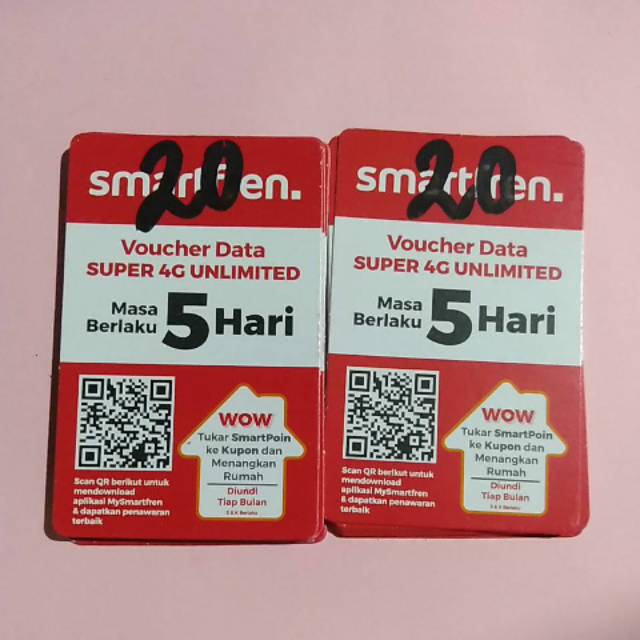 smartfren.
20
Voucher Data
SUPER 4G UNLIMITED
Masa
Berlaku 5 Hari
WOW
Tukar SmartPoin
ke Kupon dan
Menangkan
Rumah
Diundi
Tiap Bulan
S & K Berlaku
Scan QR berikut untuk
mendownload
aplikasi MySmartfren
& dapatkan penawaran
terbaik
smartfren.
20
Voucher Data
SUPER 4G UNLIMITED
Masa
Berlaku 5 Hari
WOW
Tukar SmartPoin
ke Kupon dan
Menangkan
Rumah
Diundi
Tiap Bulan
S & K Berlaku
Scan QR berikut untuk
mendownload
aplikasi MySmartfren
& dapatkan penawaran
terbaik